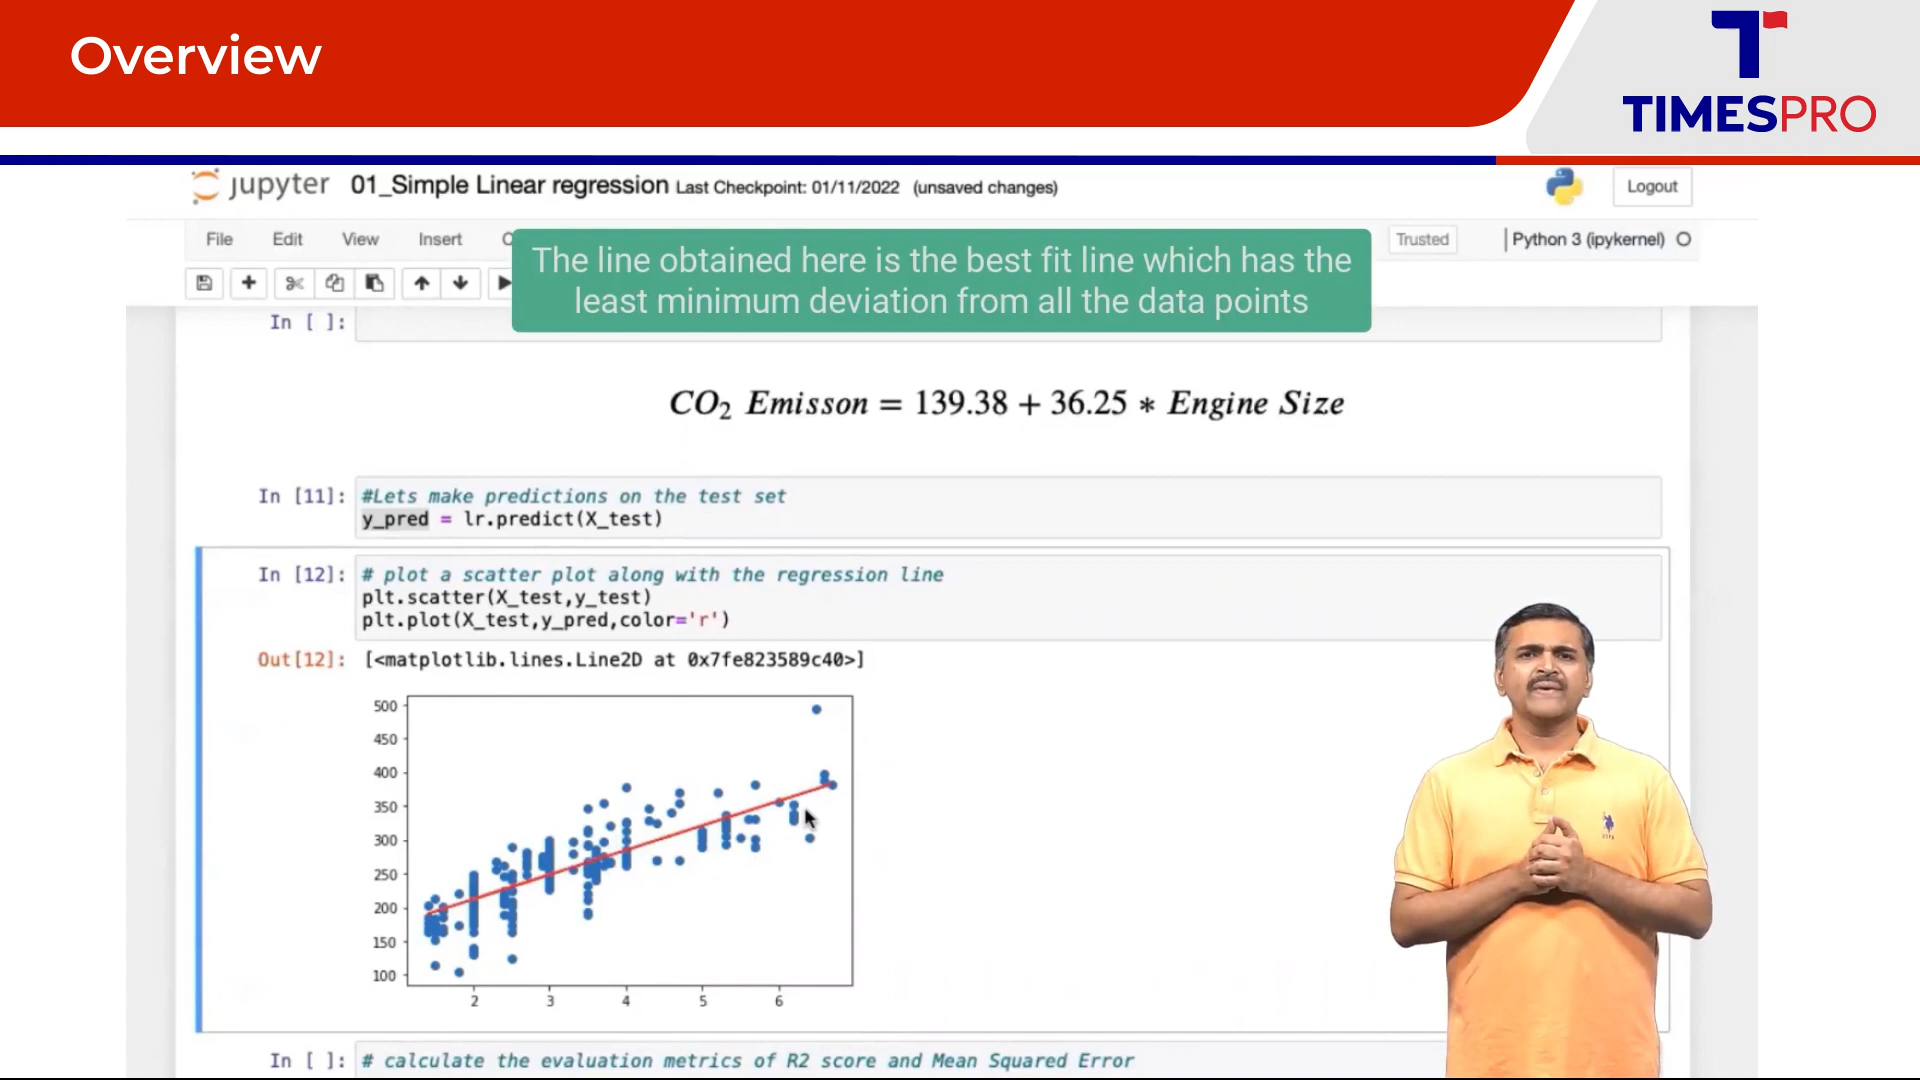 Overview
TIMESPRO
jupyter 01_Simple Linear regression Last Checkpoint: 01/11/2022 (unsaved changes)
Logout
File Edit View Insert
Trusted Python 3 (ipykernel)
The line obtained here is the best fit line which has the
least minimum deviation from all the data points
In [ ]:
CO2 Emisson = 139.38 + 36.25 * Engine Size
In [11]: #Lets make predictions on the test set
y_pred = lr.predict(X_test)
In [12]: # plot a scatter plot along with the regression line
plt.scatter(X_test,y_test)
plt.plot(X_test,y_pred,color='r')
Out[12]: [<matplotlib.lines.Line2D at 0x7fe823589c40>]
500
450
400
350
300
250
200
150
100
2 3 4 5 6
In [ ]: # calculate the evaluation metrics of R2 score and Mean Squared Error